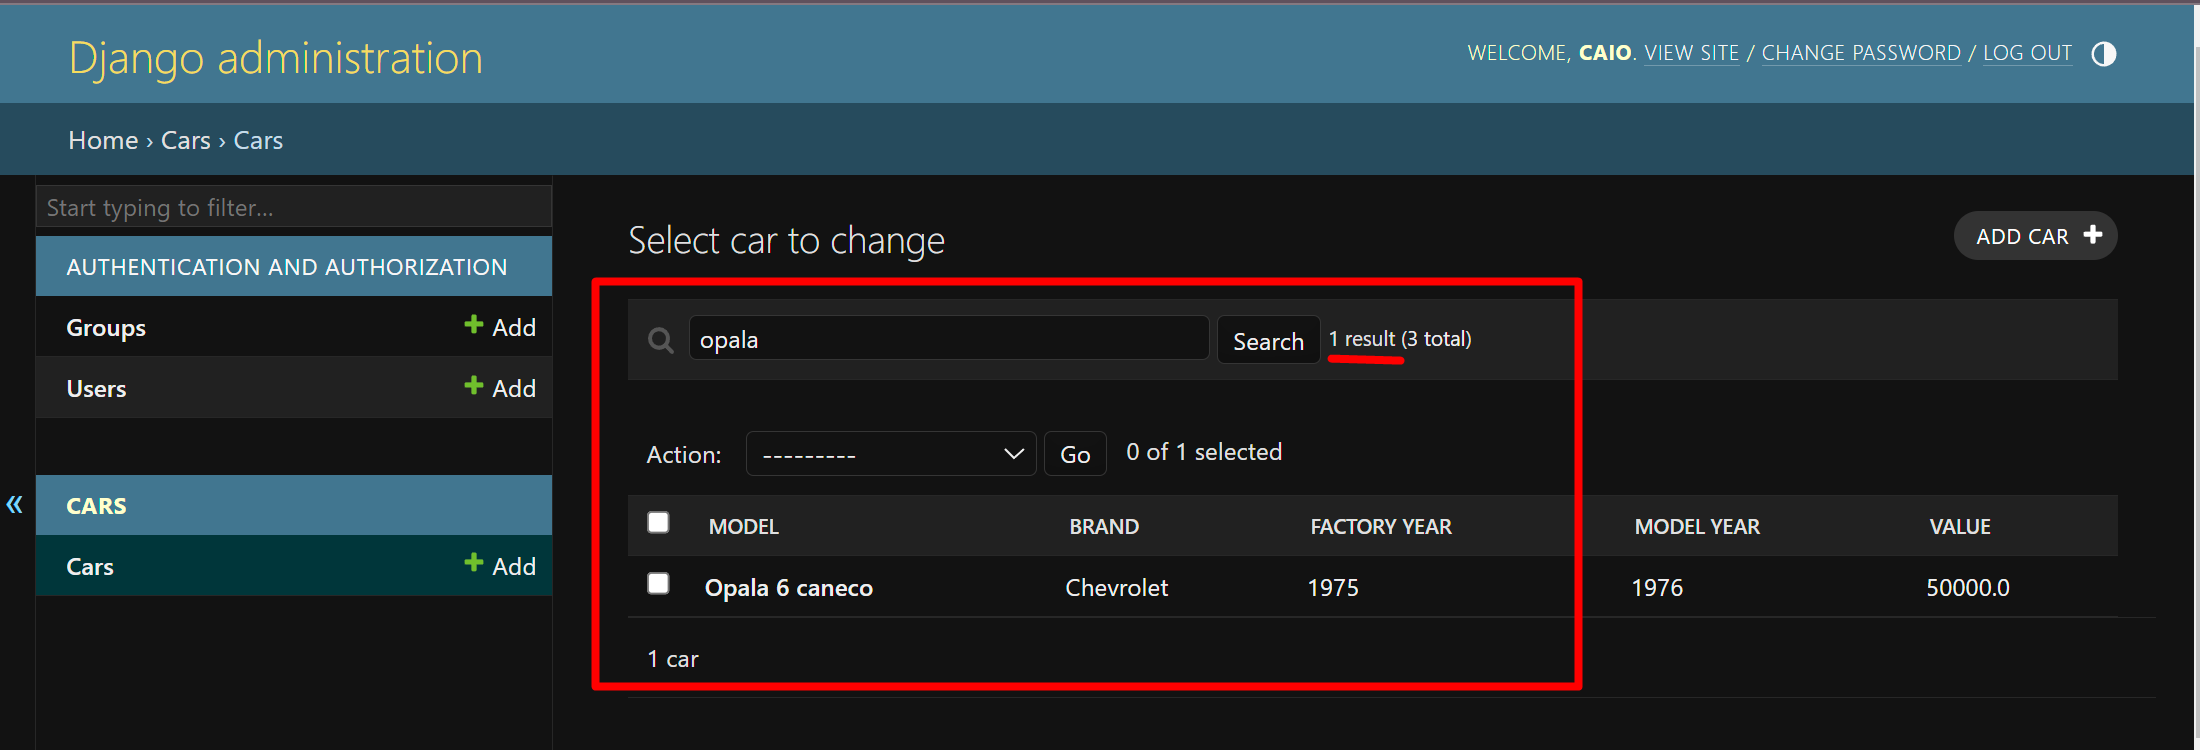 Django administration
WELCOME, CAIO. VIEW SITE / CHANGE PASSWORD / LOG OUT
Home › Cars › Cars
Start typing to filter...
AUTHENTICATION AND AUTHORIZATION
Groups + Add
Users + Add
«
CARS
Cars + Add
Select car to change
ADD CAR +
opala Search 1 result (3 total)
Action: --------- Go 0 of 1 selected
MODEL BRAND FACTORY YEAR MODEL YEAR VALUE
Opala 6 caneco Chevrolet 1975 1976 50000.0
1 car